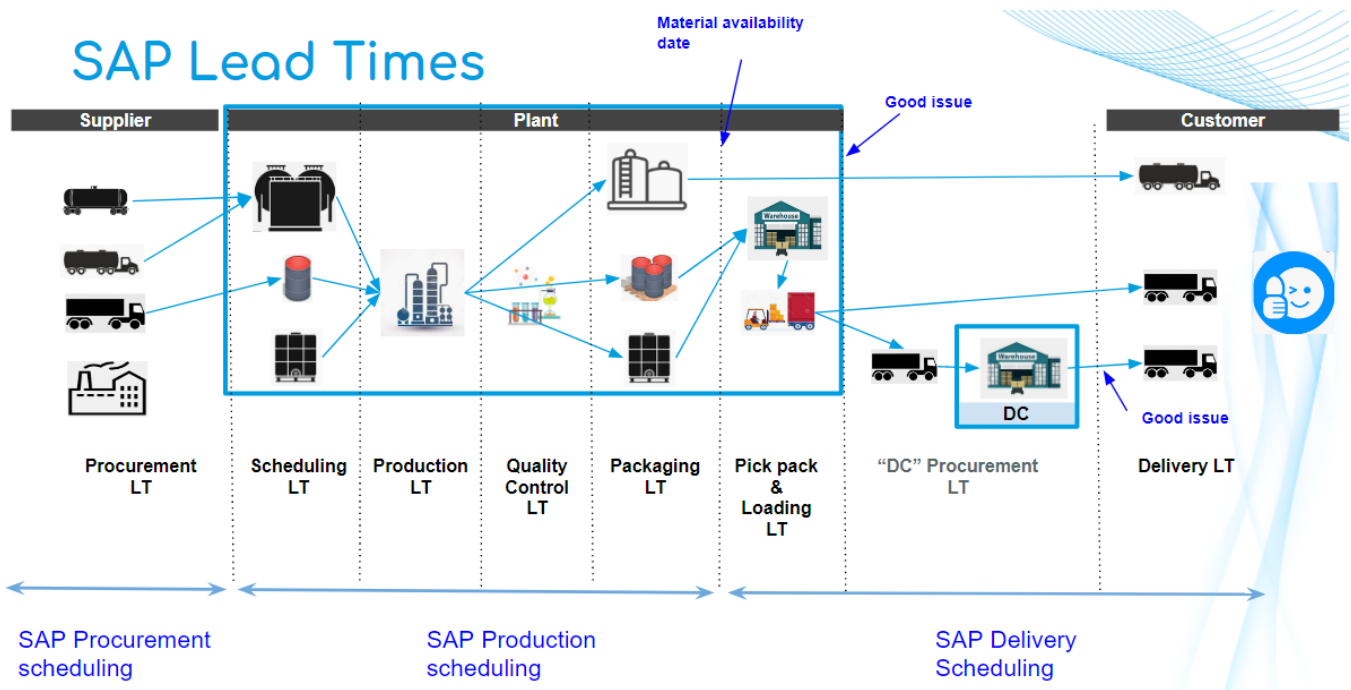 Material availability
date
SAP Lead Times
Good issue
Supplier
Plant
Customer
Warehouse
Warehouse
DC
Good issue
Procurement
LT
Scheduling
LT
Production
LT
Quality
Control
LT
Packaging
LT
Pick pack
&
Loading
LT
“DC” Procurement
LT
Delivery LT
SAP Procurement
scheduling
SAP Production
scheduling
SAP Delivery
Scheduling